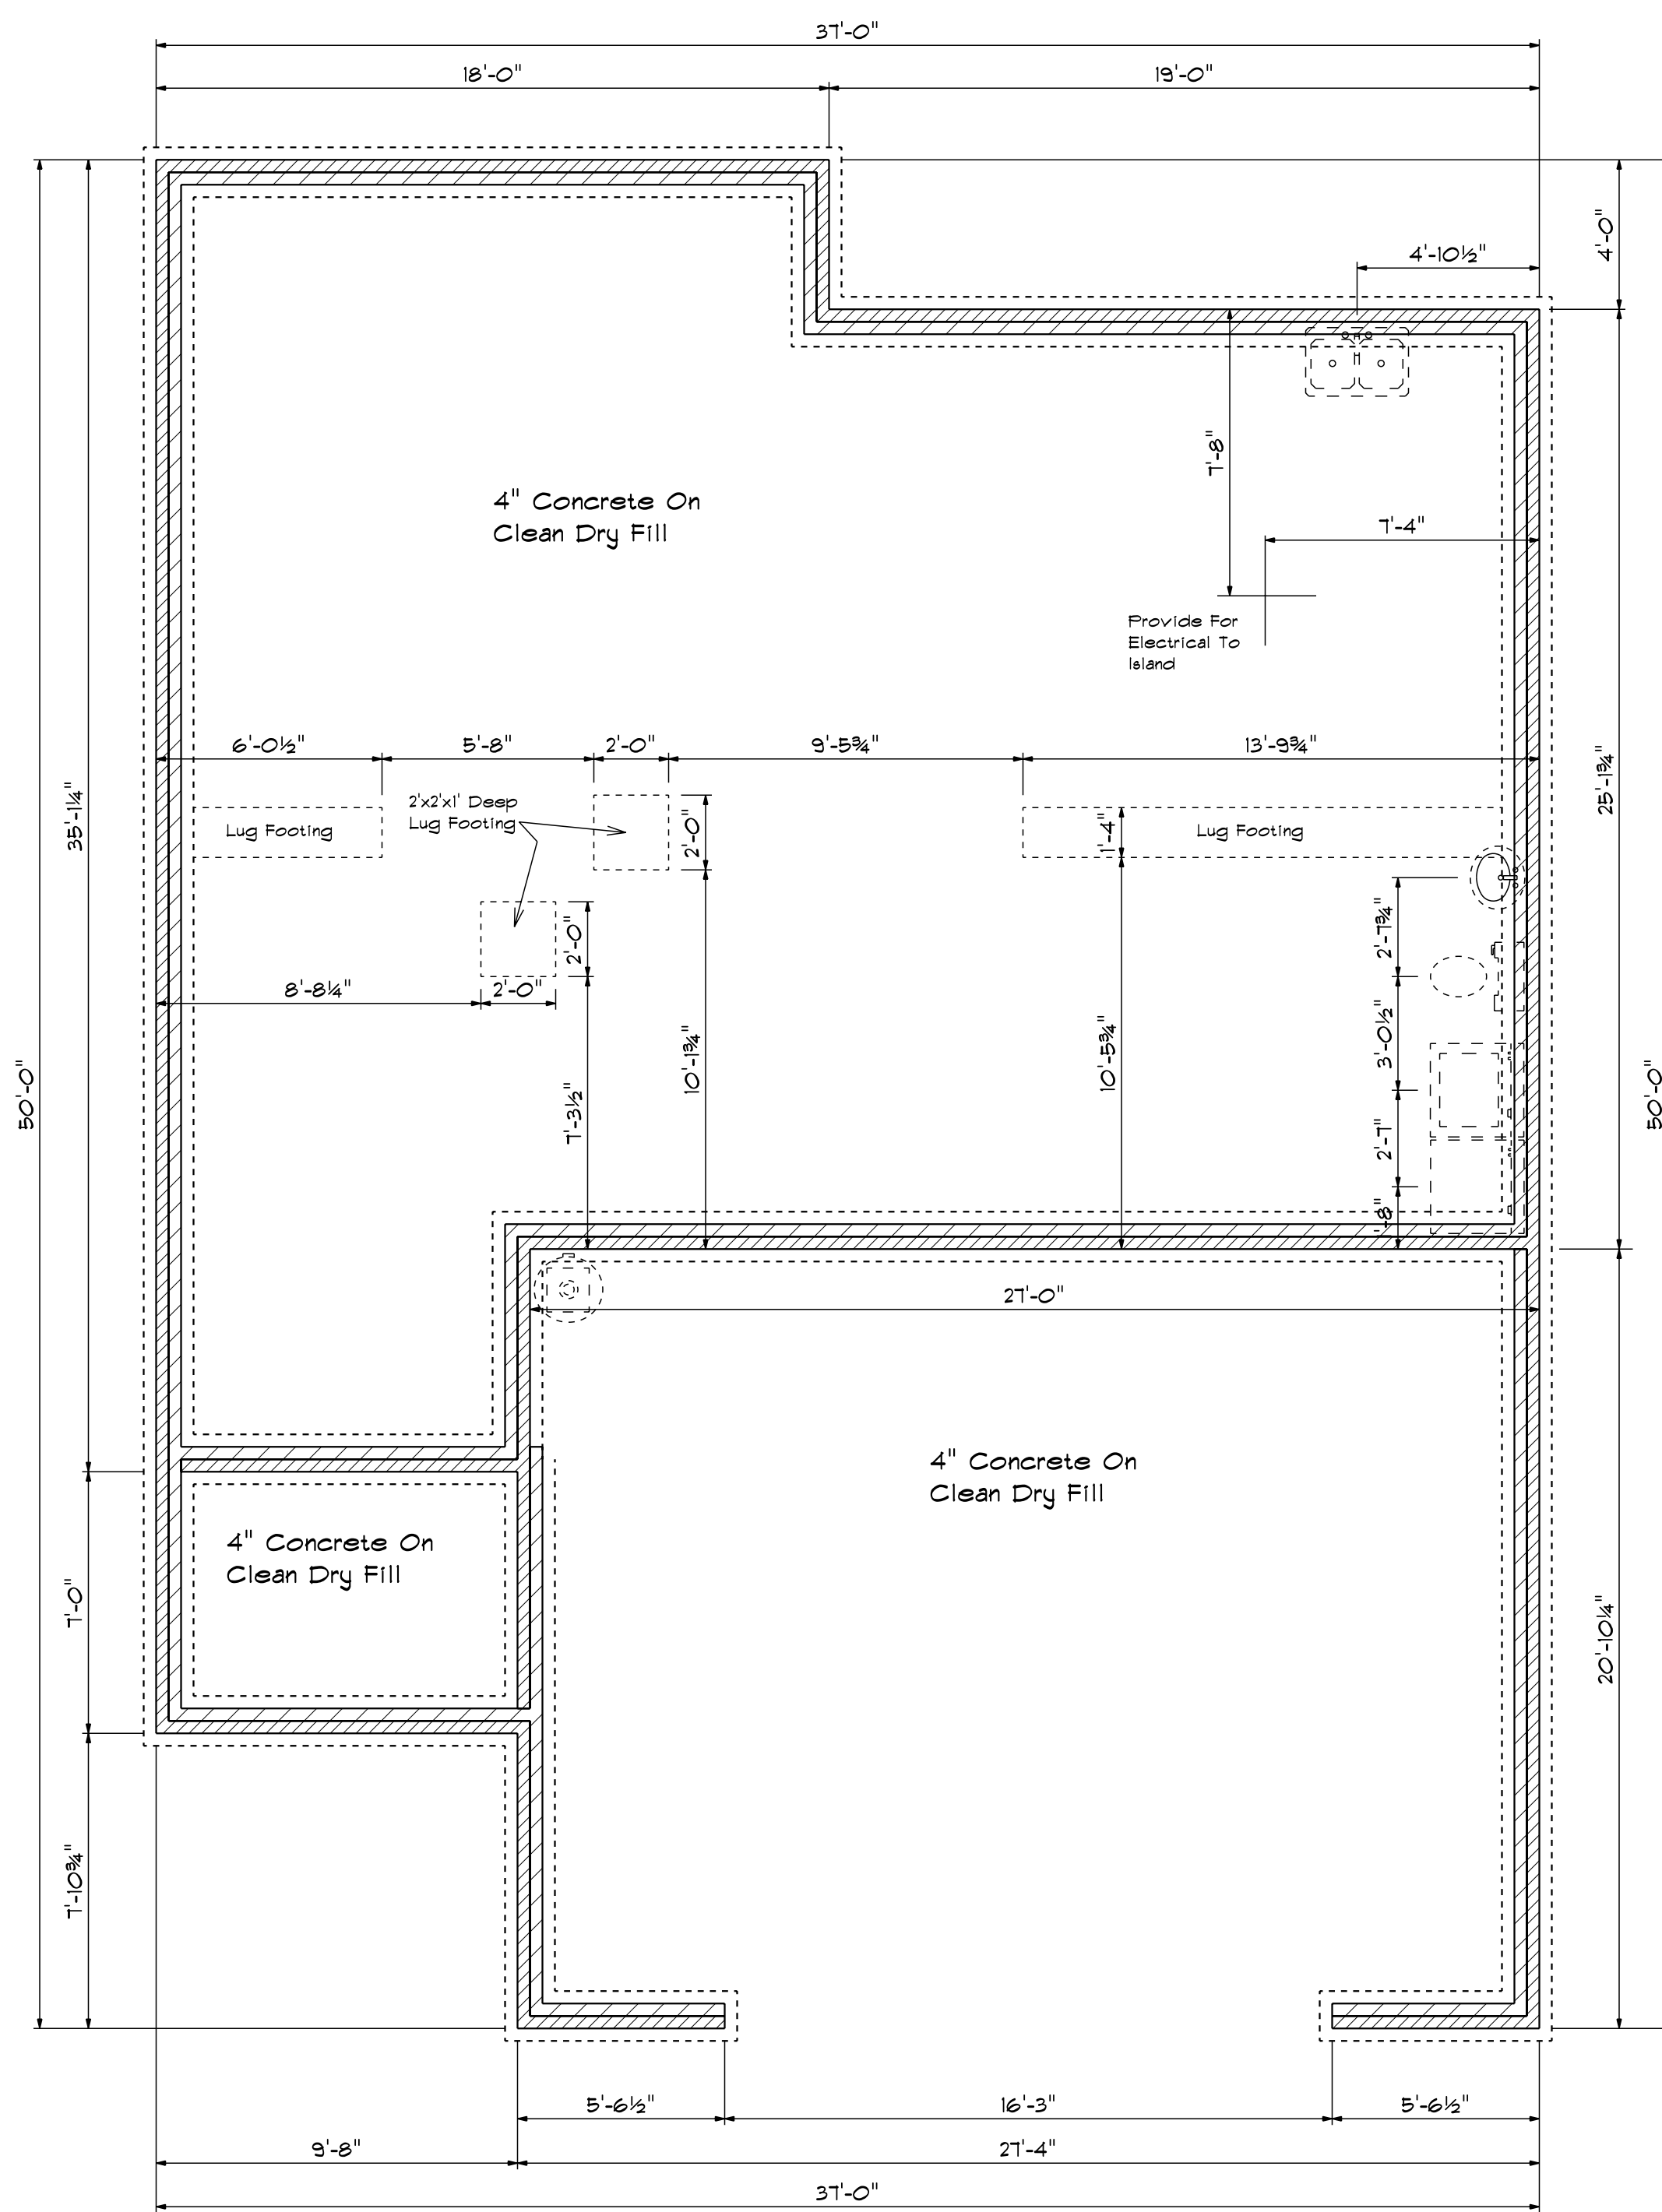 37'-0"
18'-0"
19'-0"
4'-0"
4'-10½"
7'-8"
4" Concrete On
Clean Dry Fill
7'-4"
Provide For
Electrical To
Island
6'-0½"
5'-8"
2'-0"
9'-5¾"
13'-9¾"
35'-1¼"
25'-1¾"
2'x2'x1' Deep
Lug Footing
Lug Footing
2'-0"
1'-4"
Lug Footing
2'-0"
2'-7¾"
8'-8¼"
2'-0"
50'-0"
7'-3½"
10'-1¾"
10'-5¾"
3'-0½"
2'-7"
50'-0"
27'-0"
4" Concrete On
Clean Dry Fill
4" Concrete On
Clean Dry Fill
7'-0"
20'-10¼"
7'-10¾"
5'-6½"
16'-3"
5'-6½"
9'-8"
27'-4"
37'-0"